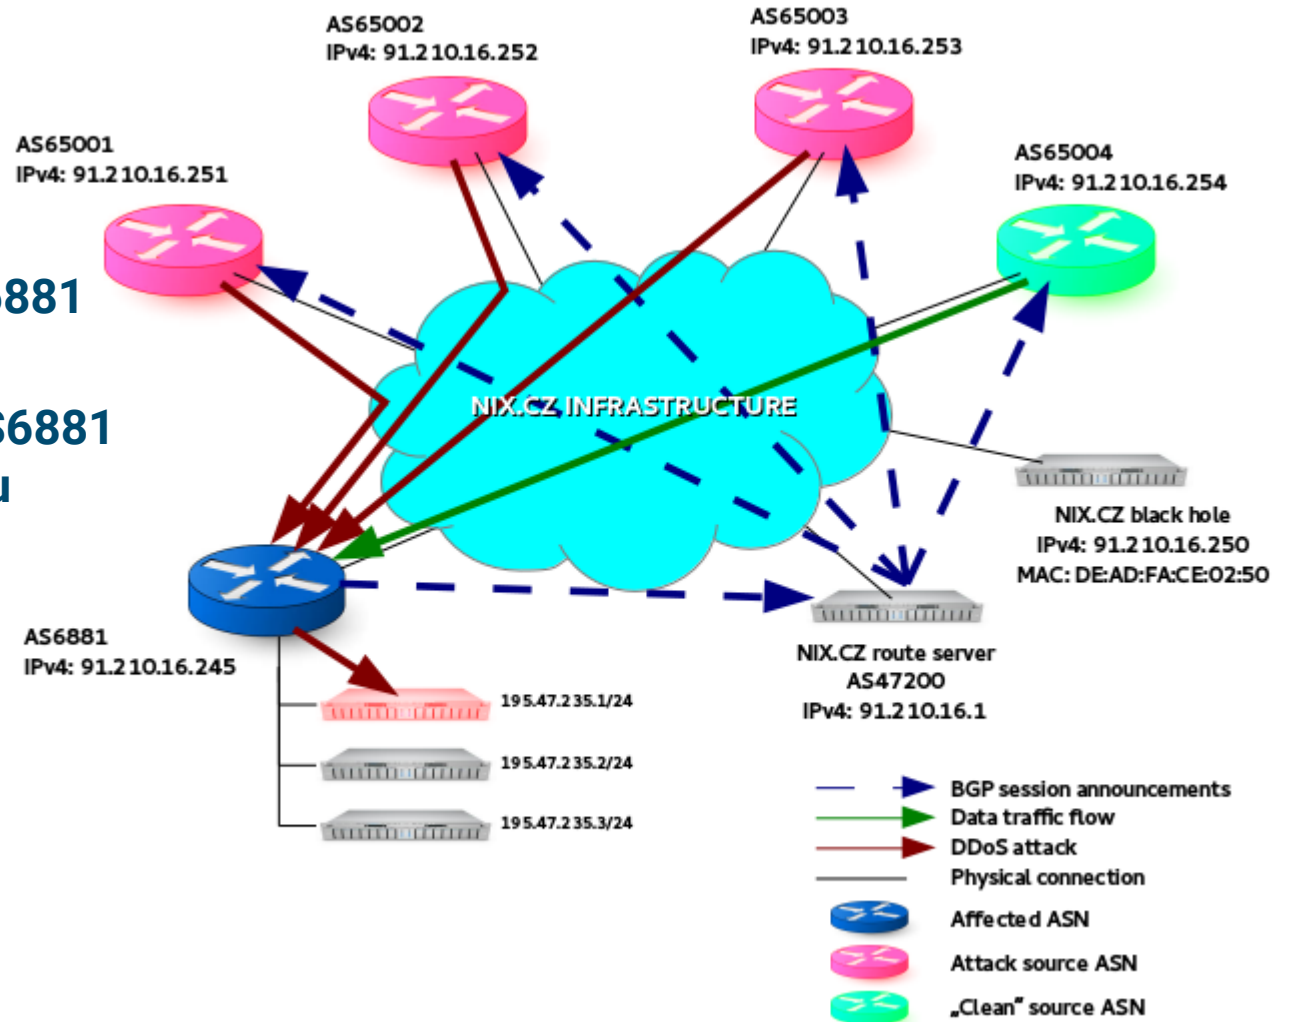 AS65002
IPv4: 91.210.16.252
AS65003
IPv4: 91.210.16.253
AS65001
IPv4: 91.210.16.251
AS65004
IPv4: 91.210.16.254
6881
S6881
NIX.CZ INFRASTRUCTURE
NIX.CZ black hole
IPv4: 91.210.16.250
MAC: DE:AD:FA:CE:02:50
AS6881
IPv4: 91.210.16.245
NIX.CZ route server
AS47200
IPv4: 91.210.16.1
195.47.235.1/24
195.47.235.2/24
195.47.235.3/24
BGP session announcements
Data traffic flow
DDoS attack
Physical connection
Affected ASN
Attack source ASN
„Clean” source ASN